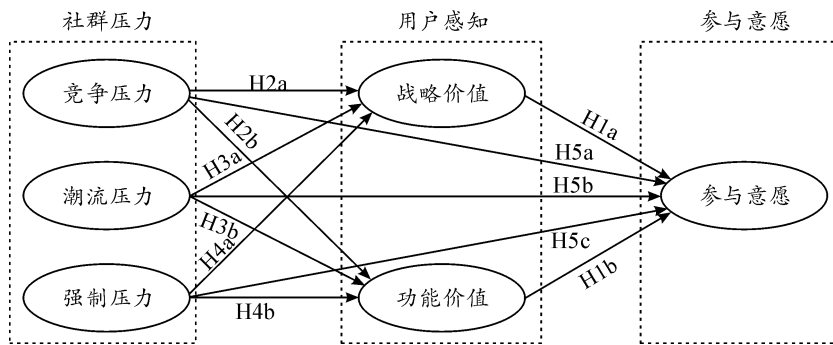 社群压力
用户感知
参与意愿
竞争压力
H2a
战略价值
H1a
H2b
H3a
H5a
潮流压力
H5b
参与意愿
H3b
H4a
H5c
强制压力
H4b
功能价值
H1b